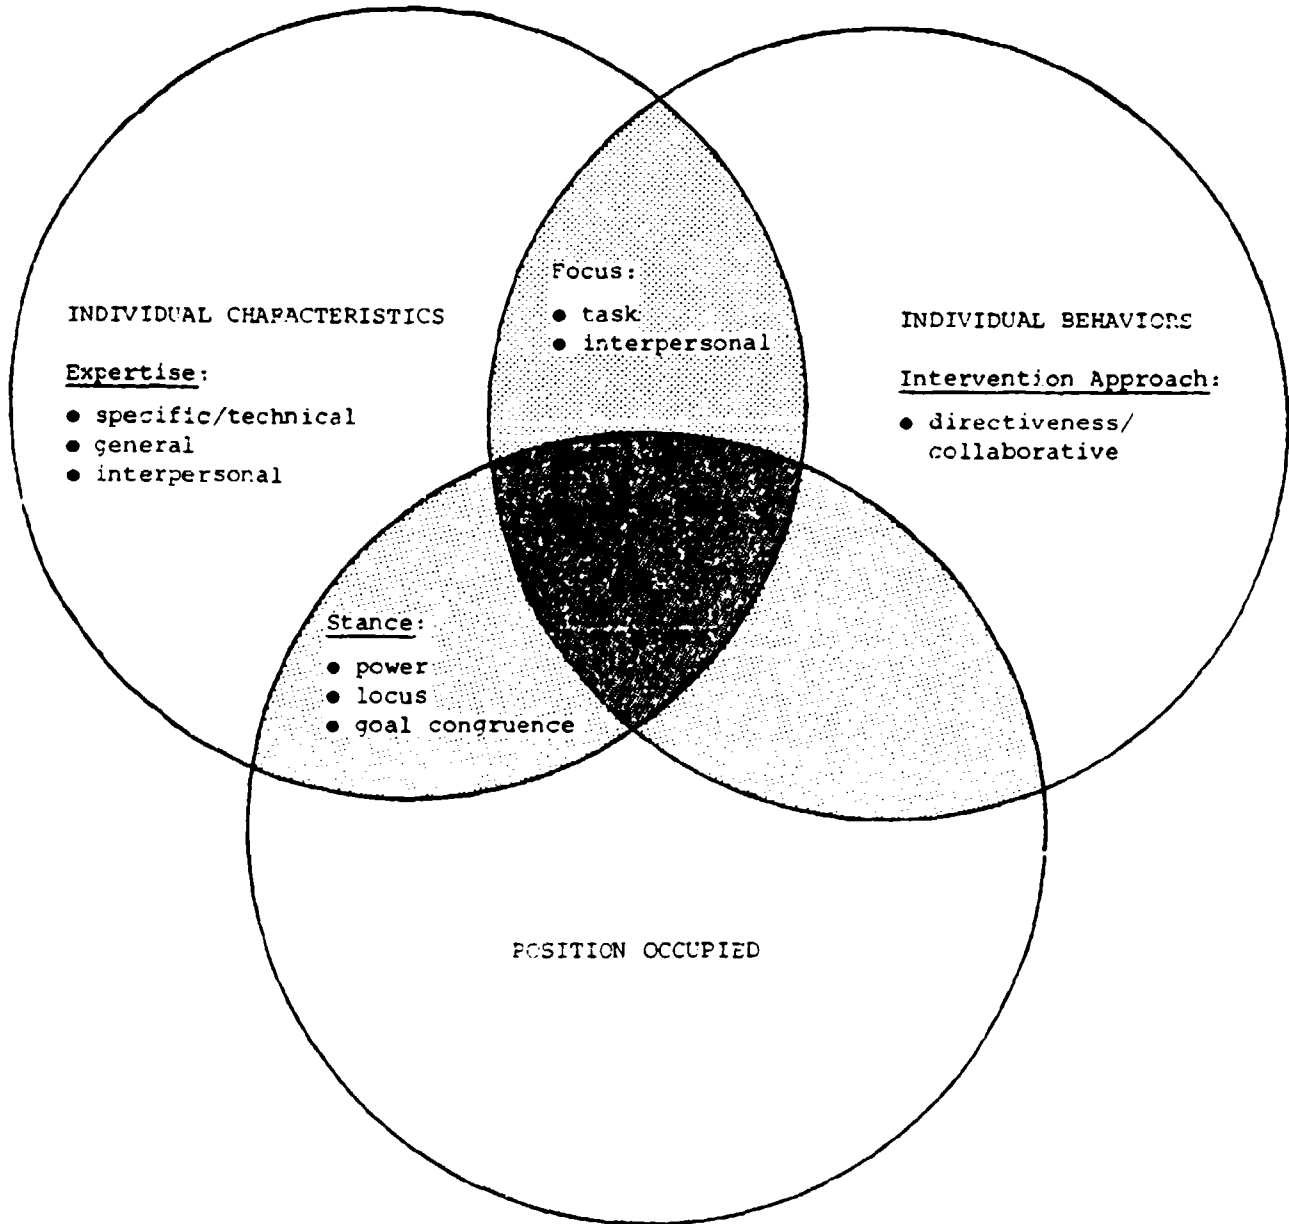 Focus:
● task
● interpersonal
INDIVIDUAL CHARACTERISTICS
Expertise:
● specific/technical
● general
● interpersonal
INDIVIDUAL BEHAVIORS
Intervention Approach:
● directiveness/
collaborative
Stance:
● power
● locus
● goal congruence
POSITION OCCUPIED